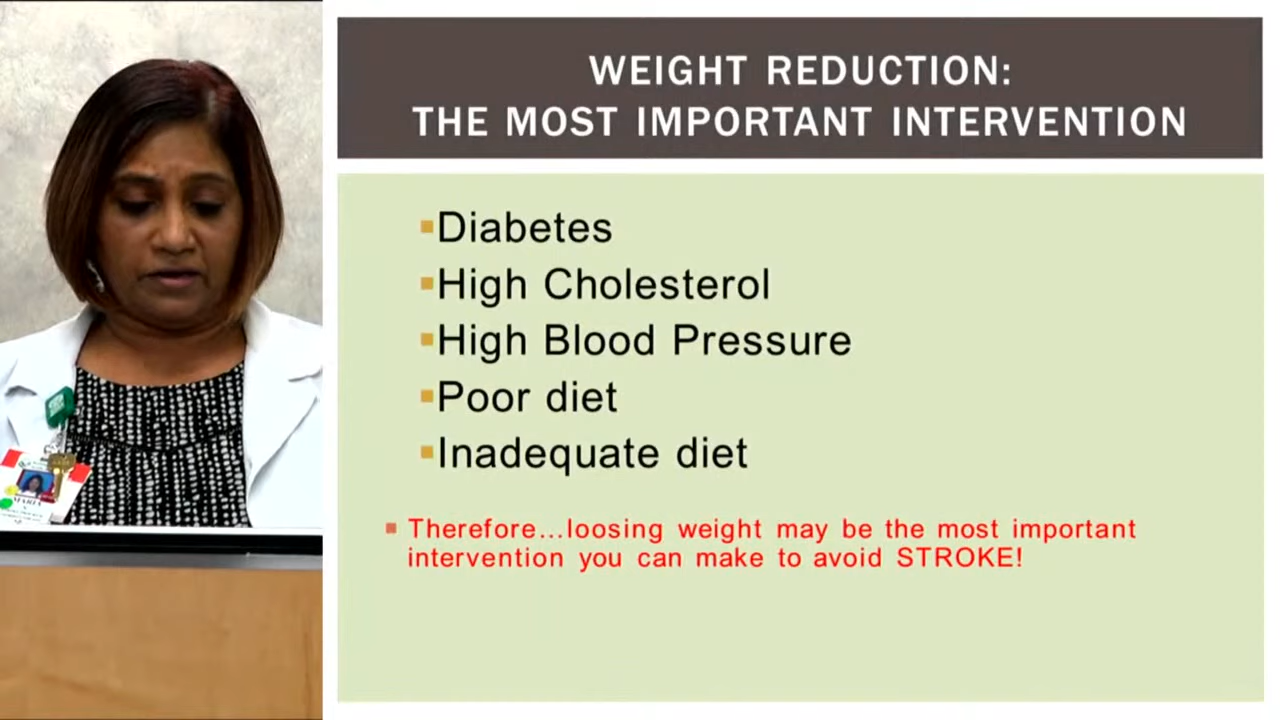 WEIGHT REDUCTION:
THE MOST IMPORTANT INTERVENTION
Diabetes
High Cholesterol
High Blood Pressure
Poor diet
Inadequate diet
Therefore...loosing weight may be the most important
intervention you can make to avoid STROKE!